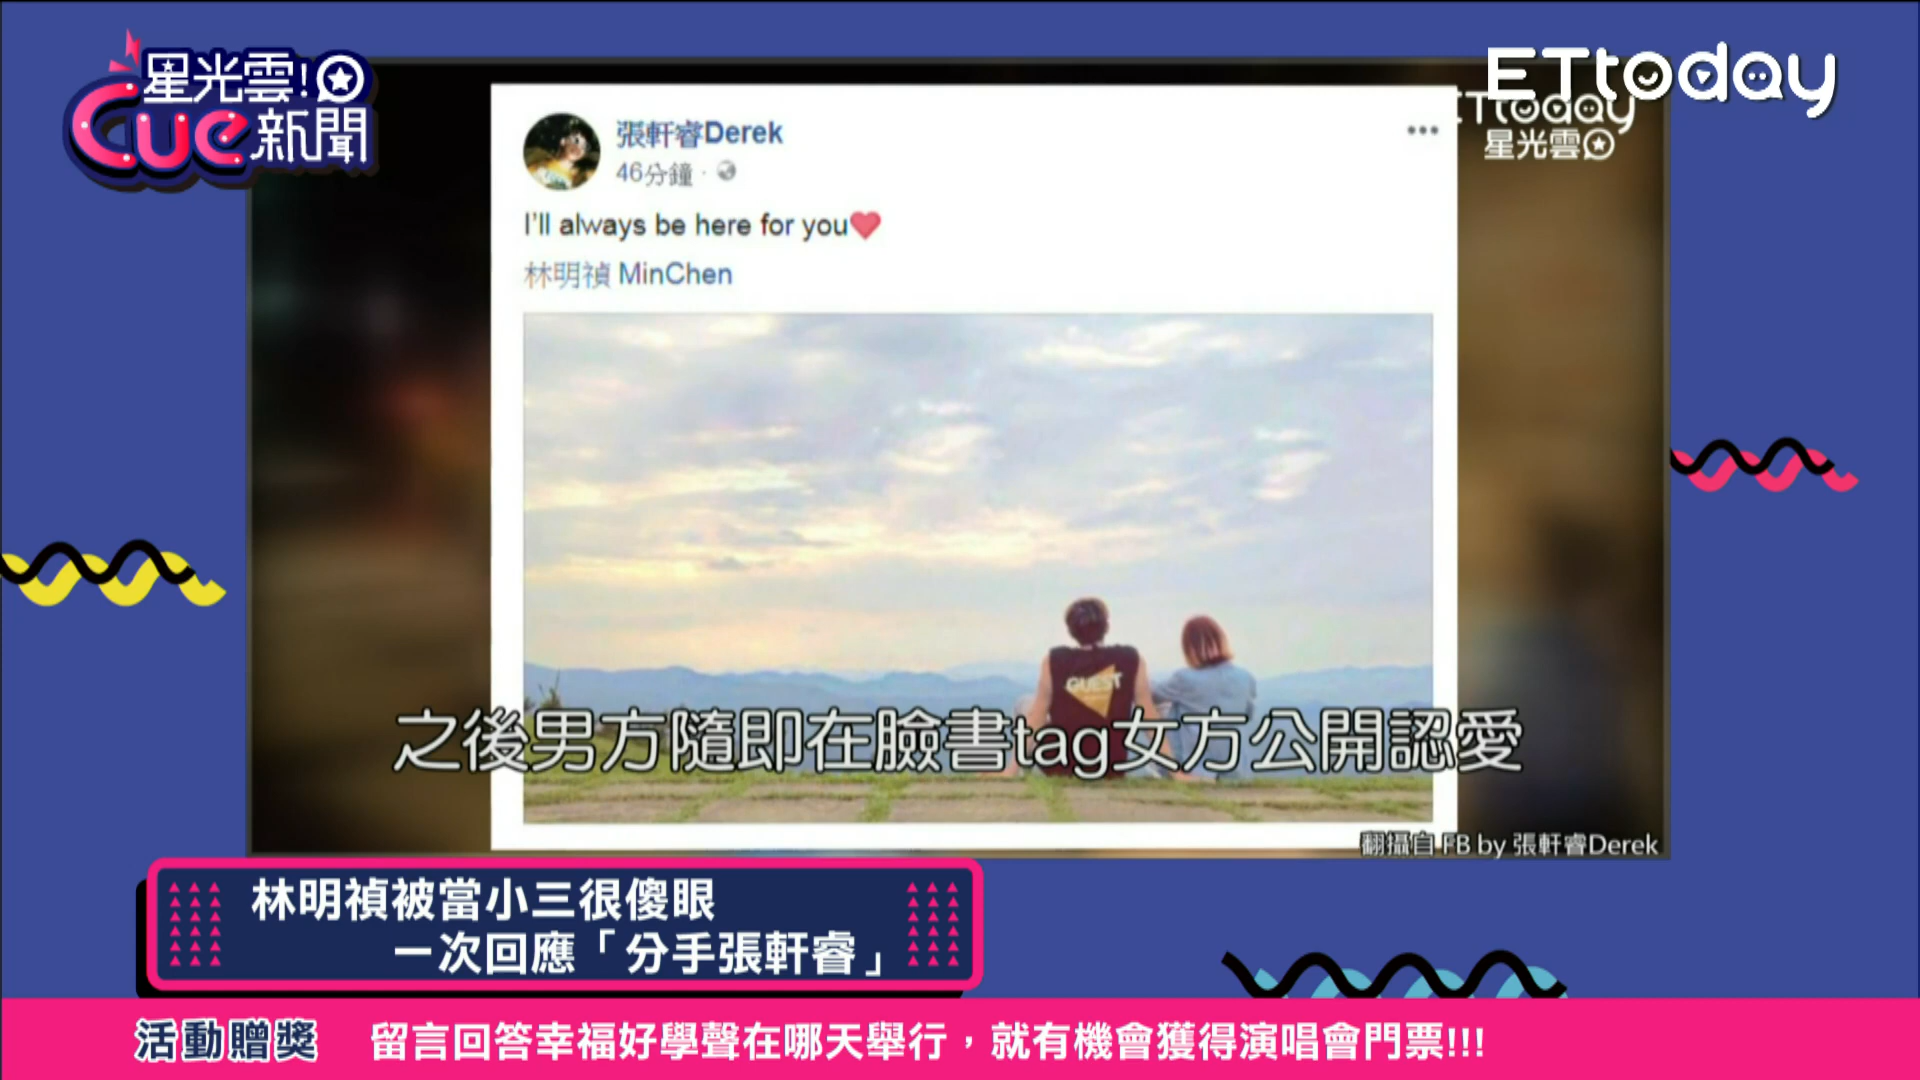 星光雲!
Cue新聞
ETtoday
ETtoday
星光雲
張軒睿Derek
46分鐘 ·
I'll always be here for you❤
林明禎 MinChen
GUEST
之後男方隨即在臉書tag女方公開認愛
翻攝自 FB by 張軒睿Derek
林明禎被當小三很傻眼
一次回應「分手張軒睿」
活動贈獎 留言回答幸福好學聲在哪天舉行，就有機會獲得演唱會門票!!!